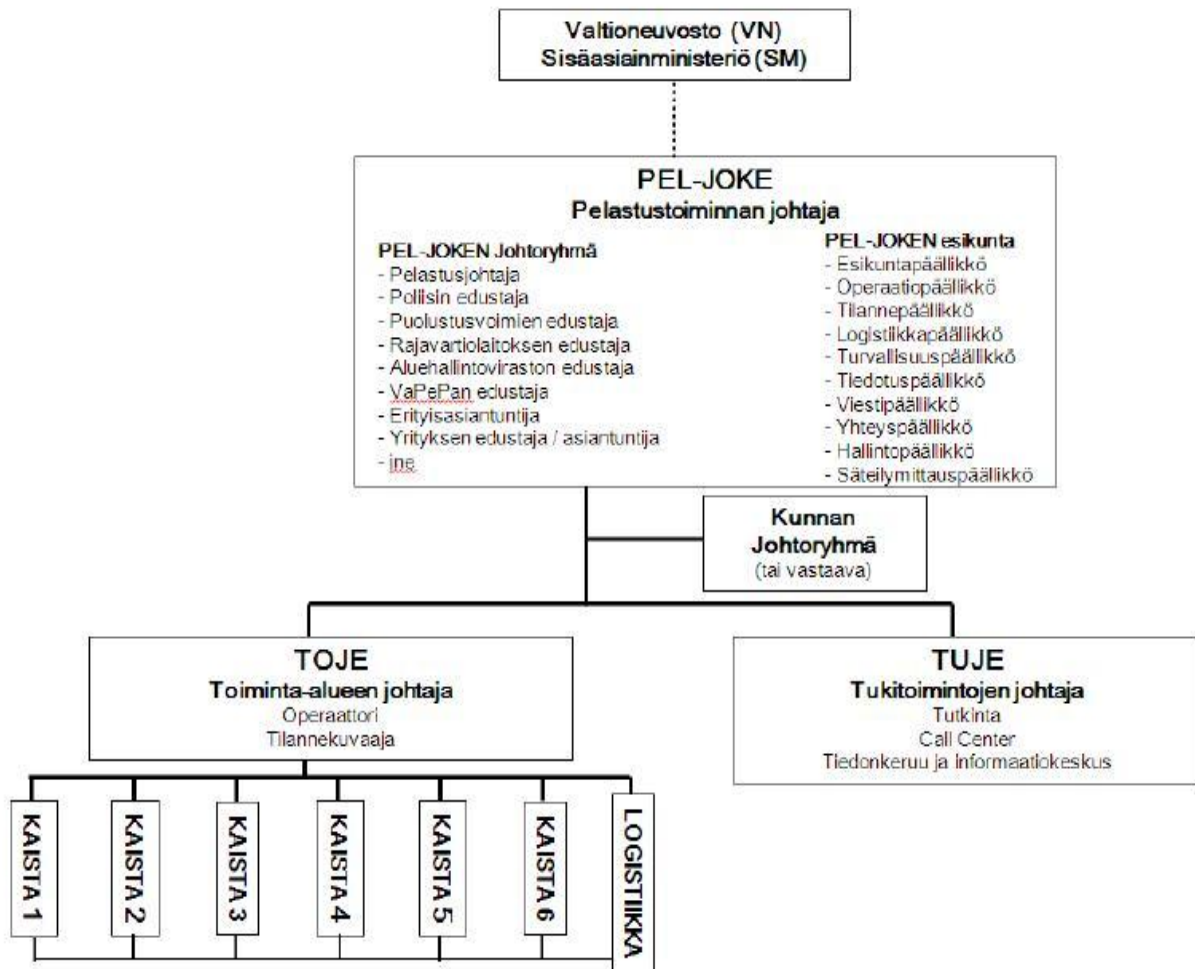 Valtioneuvosto (VN)
Sisäasiainministeriö (SM)
PEL-JOKE
Pelastustoiminnan johtaja
PEL-JOKEN Johtoryhmä
- Pelastusjohtaja
- Poliisin edustaja
- Puolustusvoimien edustaja
- Rajavartiolaitoksen edustaja
- Aluehallintoviraston edustaja
- VaPePan edustaja
- Erityisasiantuntija
- Yrityksen edustaja / asiantuntija
- jne
PEL-JOKEN esikunta
- Esikuntapäällikkö
- Operaatiopäällikkö
- Tilannepäällikkö
- Logistiikkapäällikkö
- Turvallisuuspäällikkö
- Tiedotuspäällikkö
- Viestipäällikkö
- Yhteyspäällikkö
- Hallintopäällikkö
- Säteilymittauspäällikkö
Kunnan
Johtoryhmä
(tai vastaava)
TOJE
Toiminta-alueen johtaja
Operaattori
Tilannekuvaaja
TUJE
Tukitoimintojen johtaja
Tutkinta
Call Center
Tiedonkeruu ja informaatiokeskus
KAISTA 1
KAISTA 2
KAISTA 3
KAISTA 4
KAISTA 5
KAISTA 6
LOGISTIIKKA